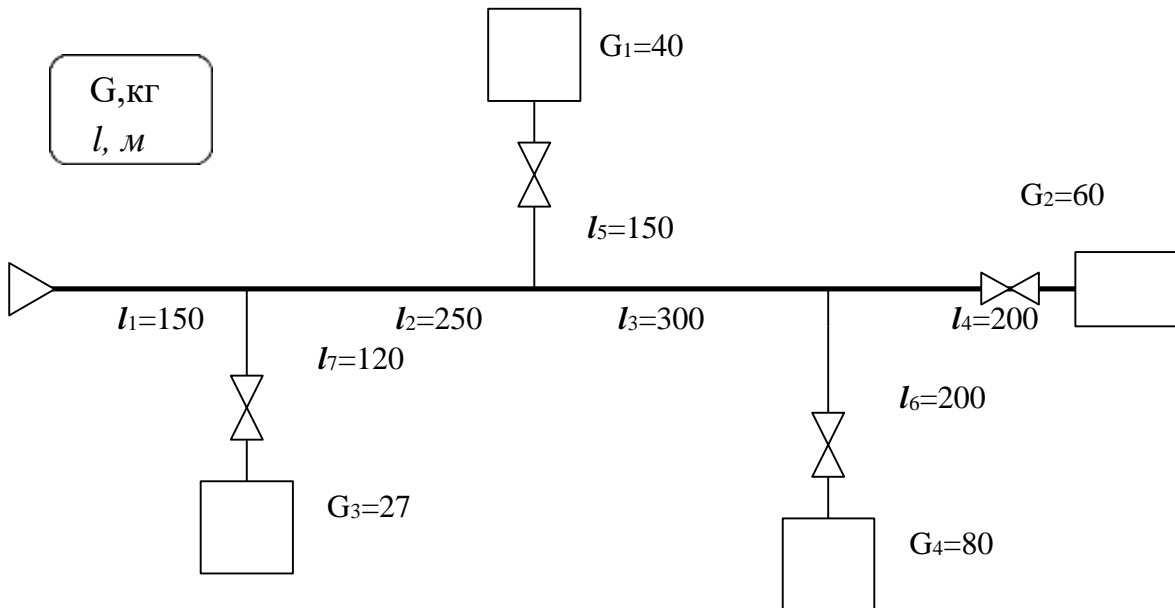 G₁=40
G,кг
l, м
G₂=60
l₅=150
l₁=150
l₂=250
l₃=300
l₄=200
l₇=120
l₆=200
G₃=27
G₄=80